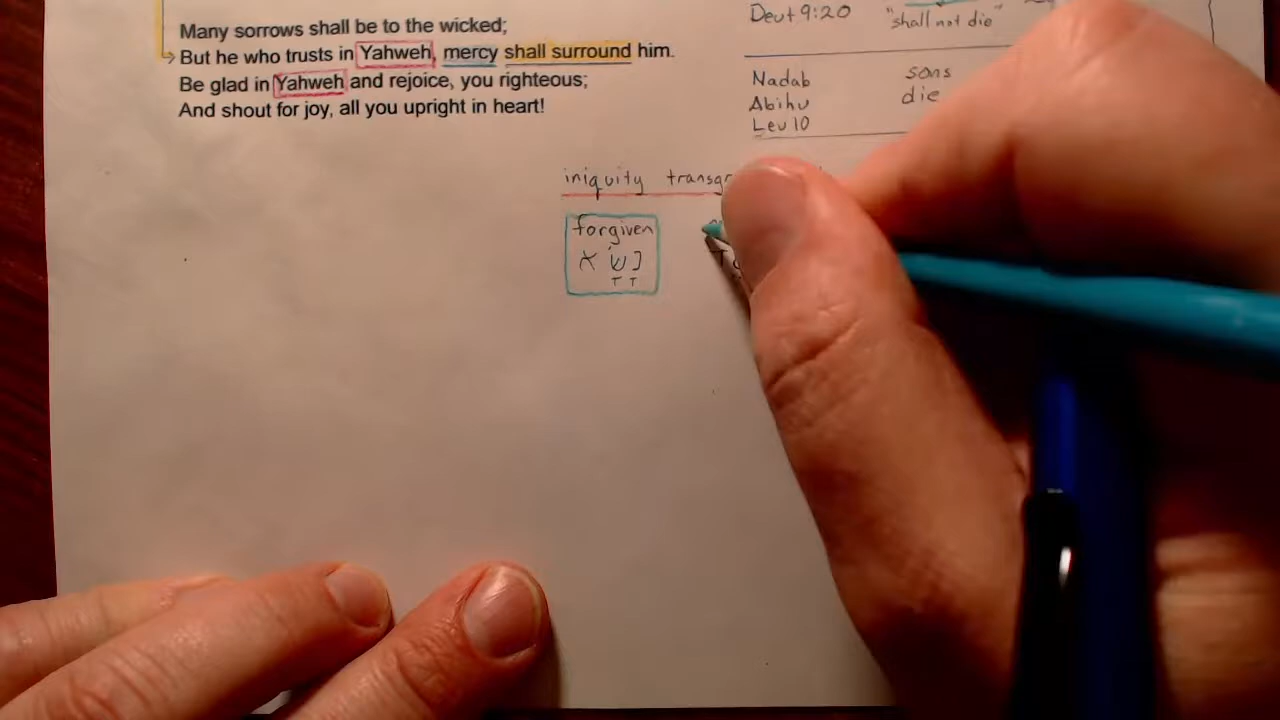 Many sorrows shall be to the wicked;
But he who trusts in Yahweh, mercy shall surround him.
Be glad in Yahweh and rejoice, you righteous;
And shout for joy, all you upright in heart!
Deut 9:20 "shall not die"
Nadab sons
Abihu die
Lev 10
iniquity
forgiven
נָשָׂא